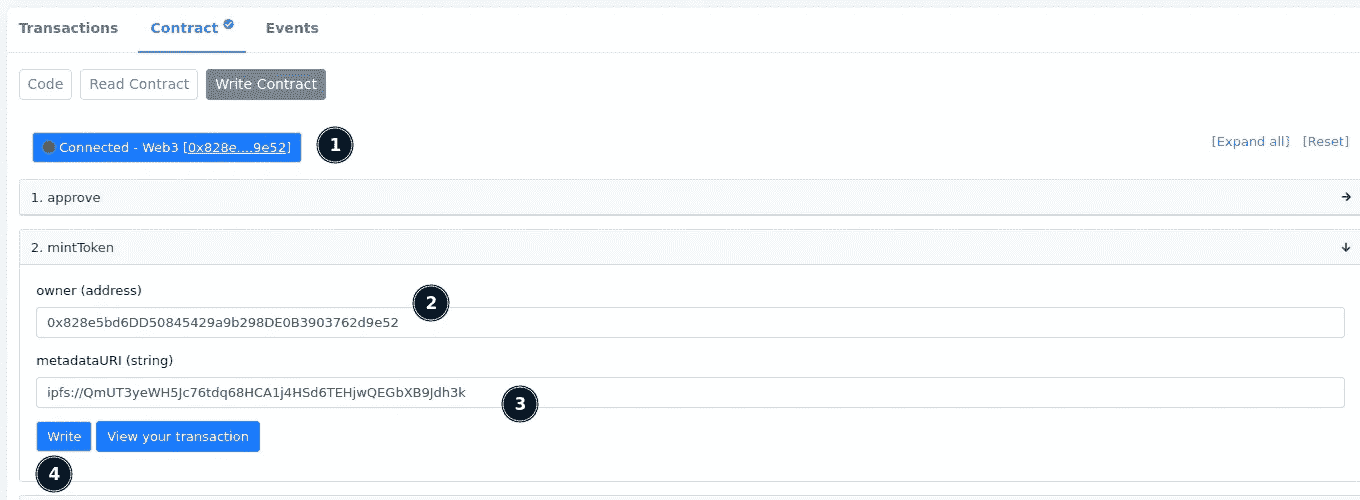 Transactions Contract Events
Code Read Contract Write Contract
Connected - Web3 [0x828e....9e52] 1 [Expand all] [Reset]
1. approve
2. mintToken
owner (address)
2
0x828e5bd6DD50845429a9b298DE0B3903762d9e52
metadataURI (string)
ipfs://QmUT3yeWH5Jc76tdq68HCA1j4HSd6TEHjwQEGbXB9Jdh3k
3
Write View your transaction
4